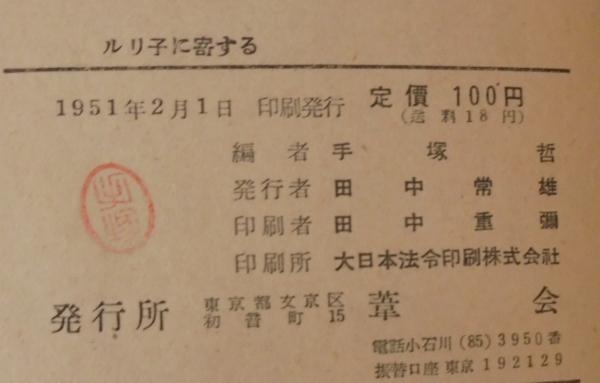 ルリ子に寄する
1951年2月1日 印刷発行 定價 100円
(送料18円)
編者 手塚哲
発行者 田中常雄
印刷者 田中重彌
印刷所 大日本法令印刷株式会社
発行所 東京都文京区初音町15 葦会
電話小石川(85)3950番
振替口座東京192129